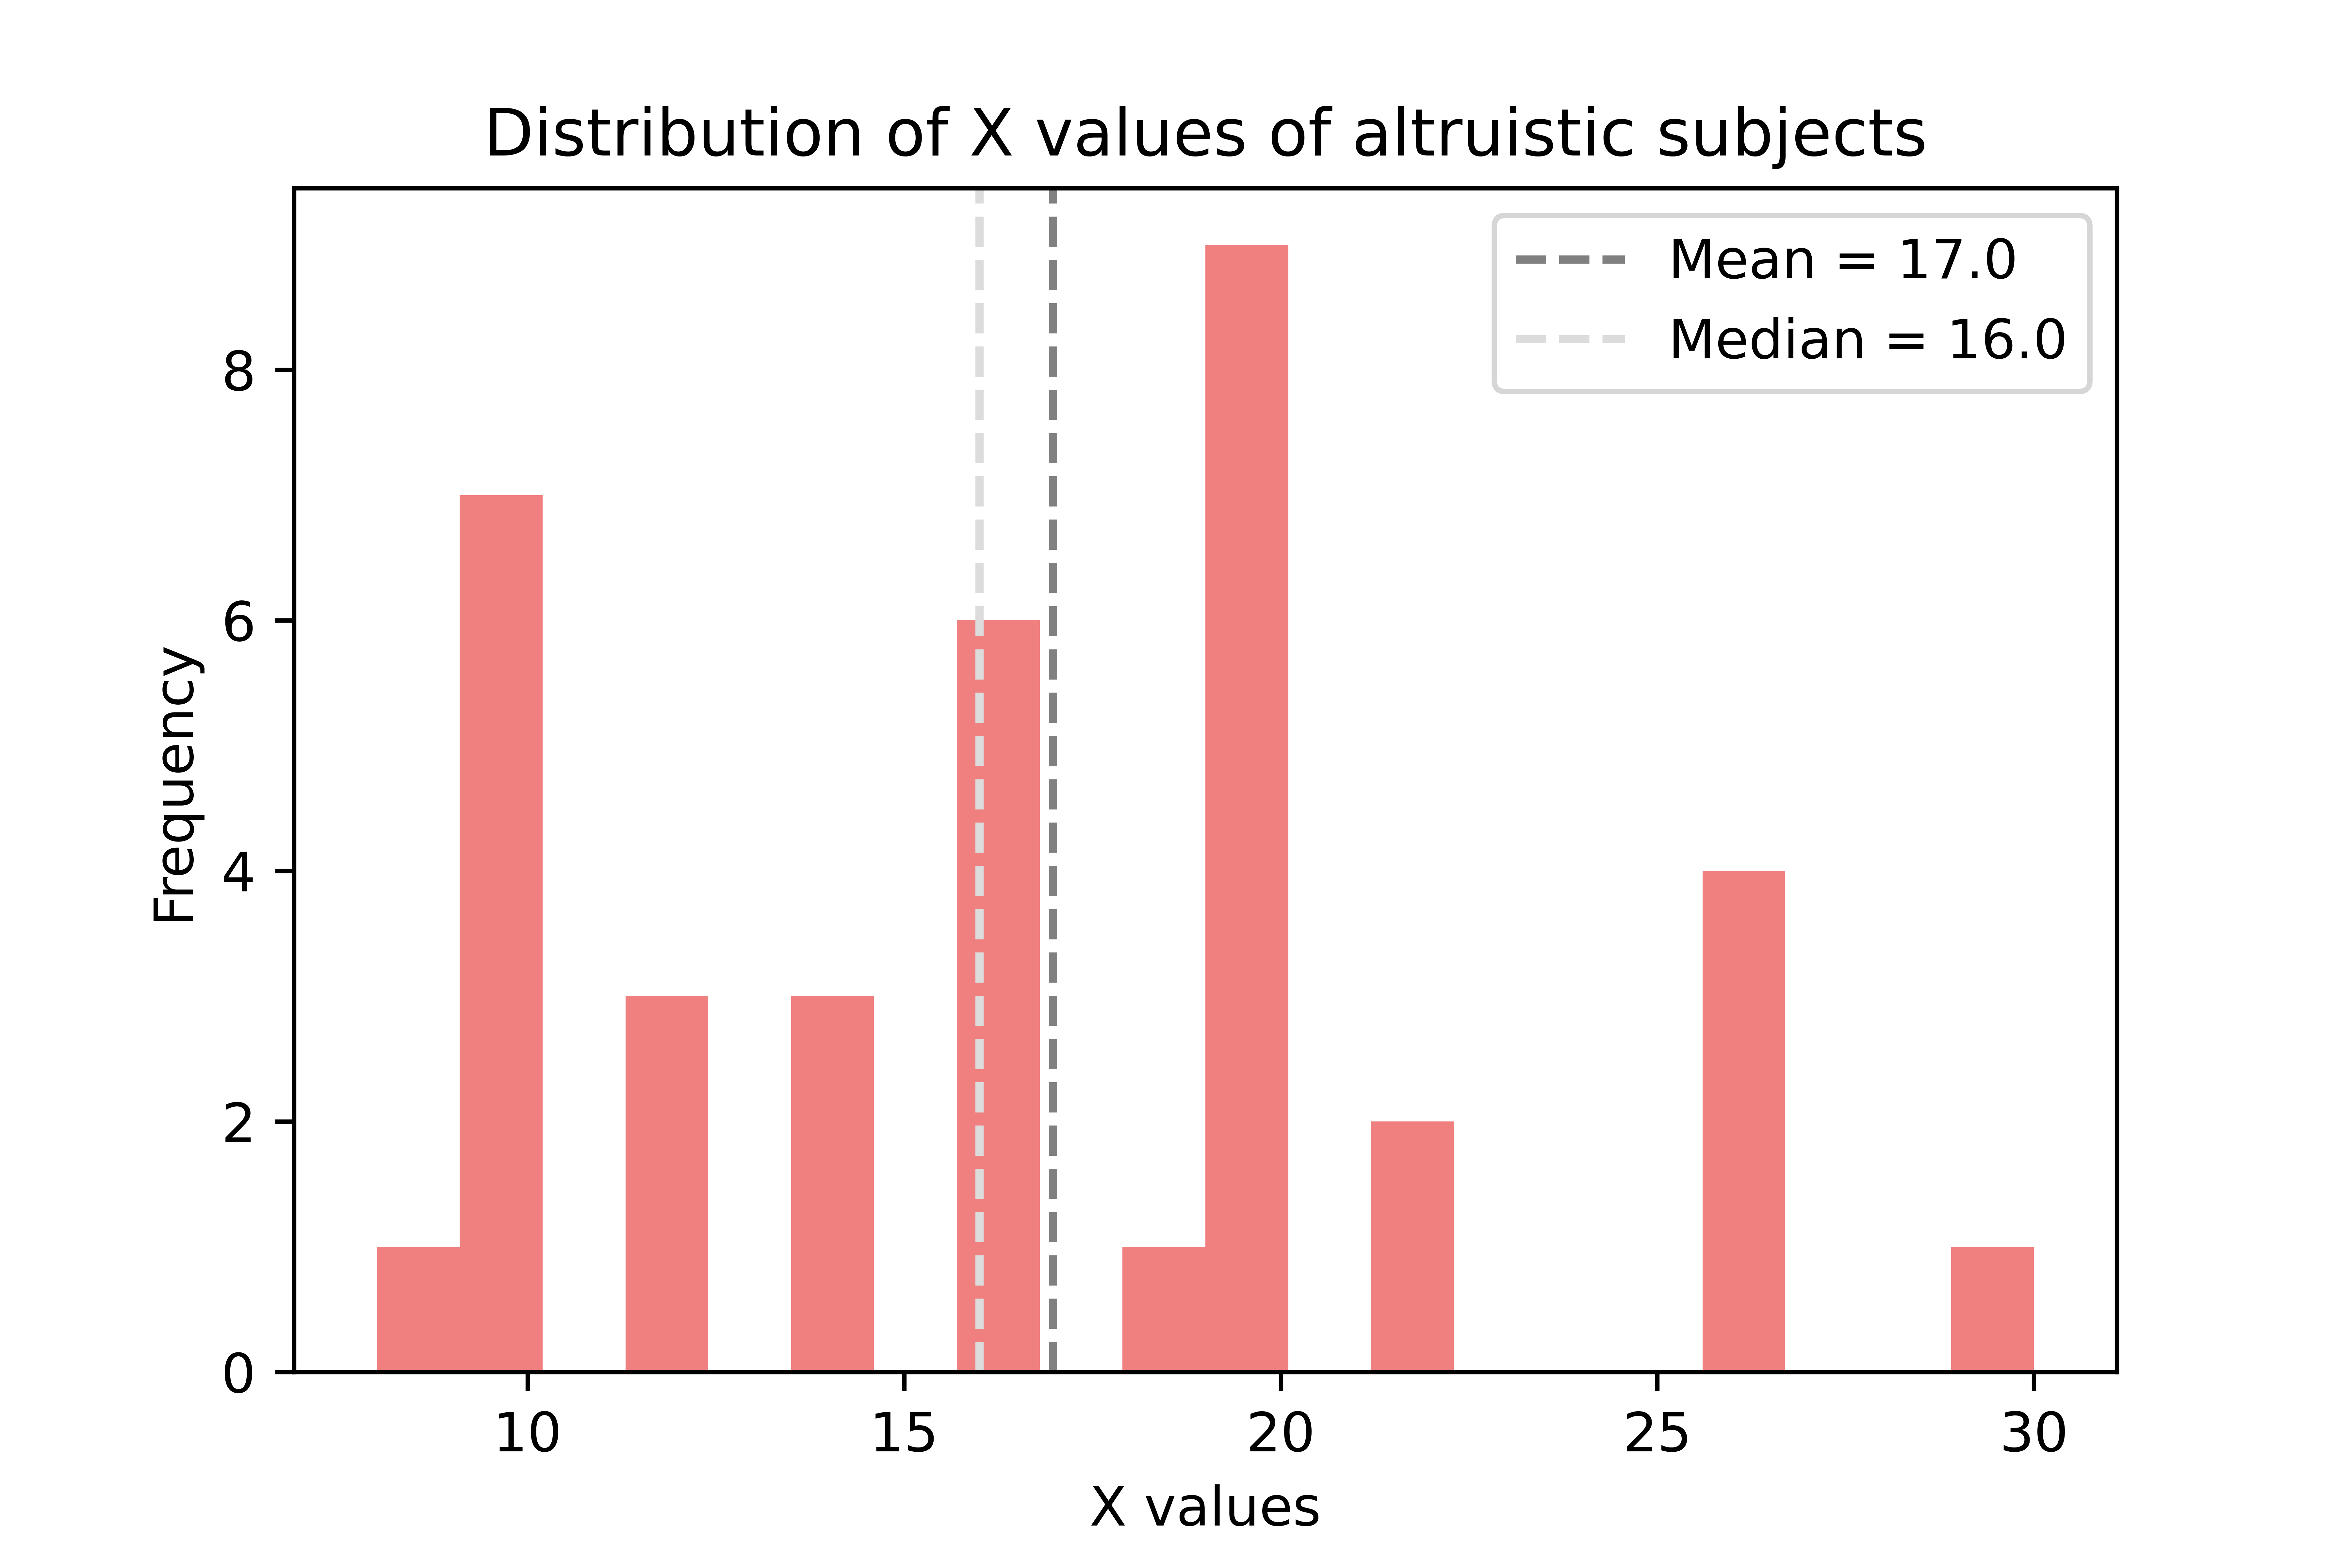 Distribution of X values of altruistic subjects
Mean = 17.0
Median = 16.0
Frequency
8
6
4
2
0
10 15 20 25 30
X values